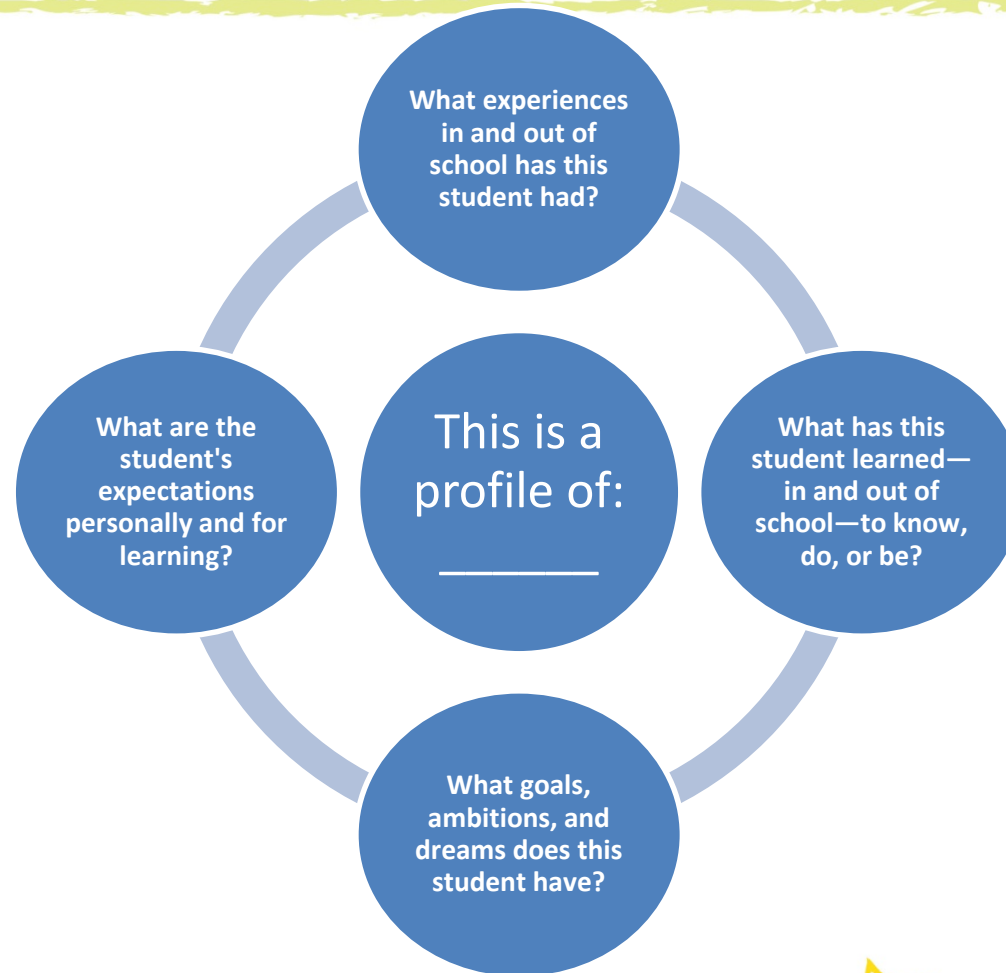 What experiences
in and out of
school has this
student had?
What are the
student's
expectations
personally and for
learning?
This is a
profile of:
______
What has this
student learned—
in and out of
school—to know,
do, or be?
What goals,
ambitions, and
dreams does this
student have?